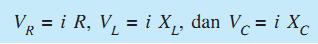 V_R = i R, V_L = i X_L, dan V_C = i X_C